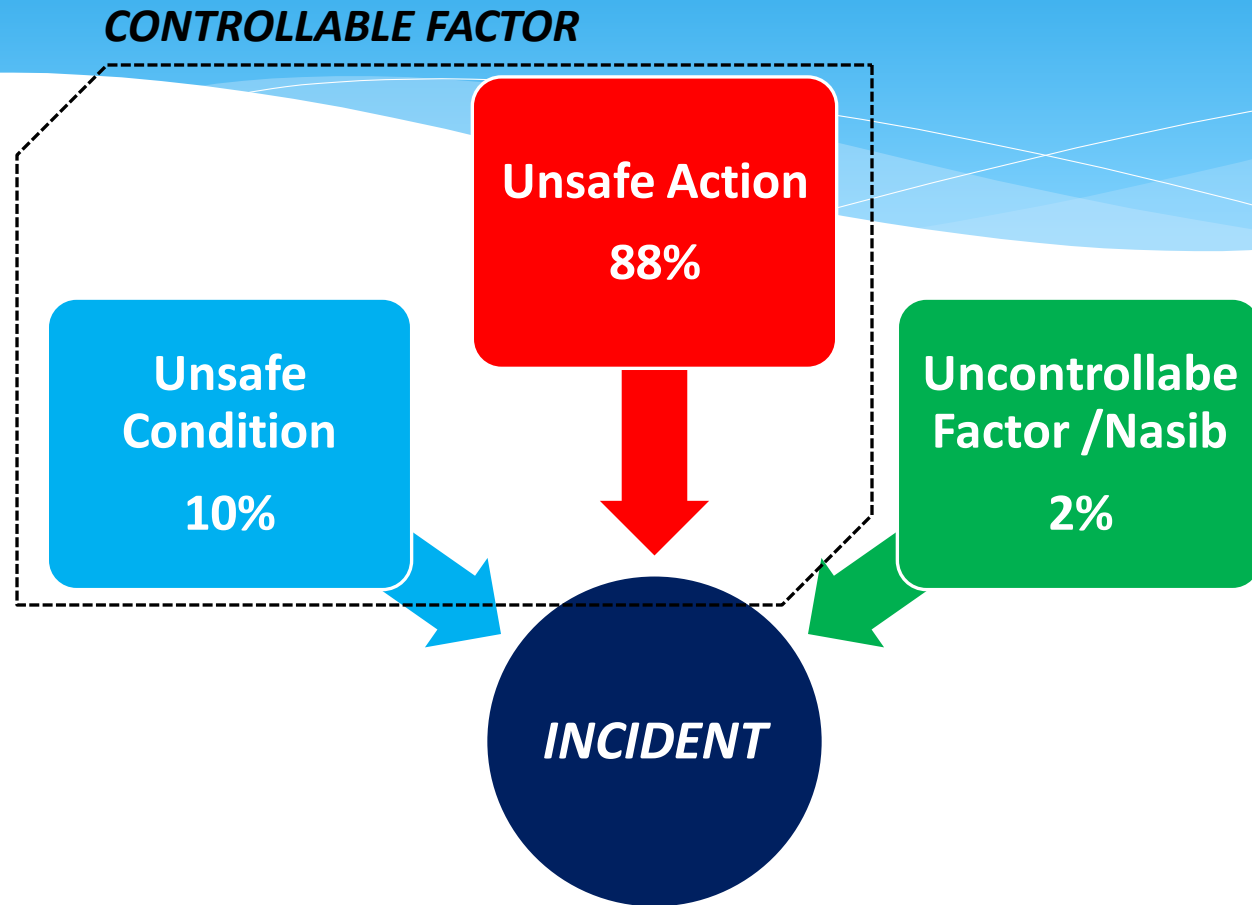 CONTROLLABLE FACTOR
Unsafe Action
88%
Unsafe
Condition
10%
Uncontrollabe
Factor /Nasib
2%
INCIDENT